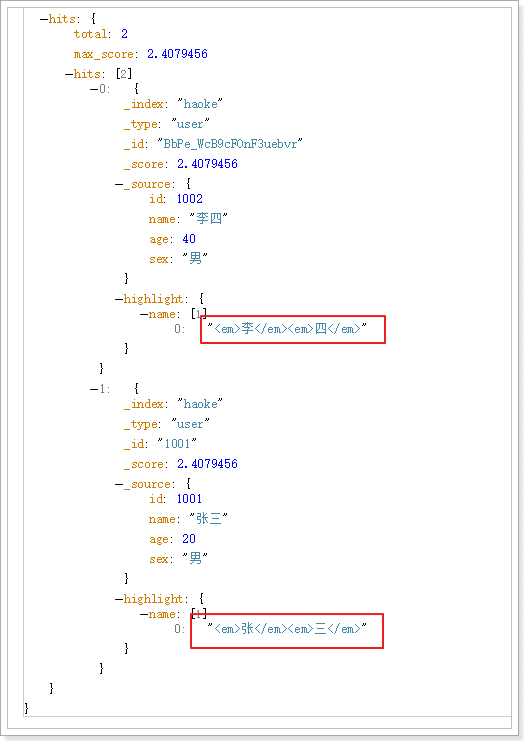 —hits: {
total: 2
max_score: 2.4079456
—hits: [2]
—0: {
_index: "haoke"
_type: "user"
_id: "BbPe_WcB9cFOnF3uebvr"
_score: 2.4079456
—_source: {
id: 1002
name: "李四"
age: 40
sex: "男"
}
—highlight: {
—name: [1]
0: "<em>李</em><em>四</em>"
}
}
—1: {
_index: "haoke"
_type: "user"
_id: "1001"
_score: 2.4079456
—_source: {
id: 1001
name: "张三"
age: 20
sex: "男"
}
—highlight: {
—name: [1]
0: "<em>张</em><em>三</em>"
}
}
}
}